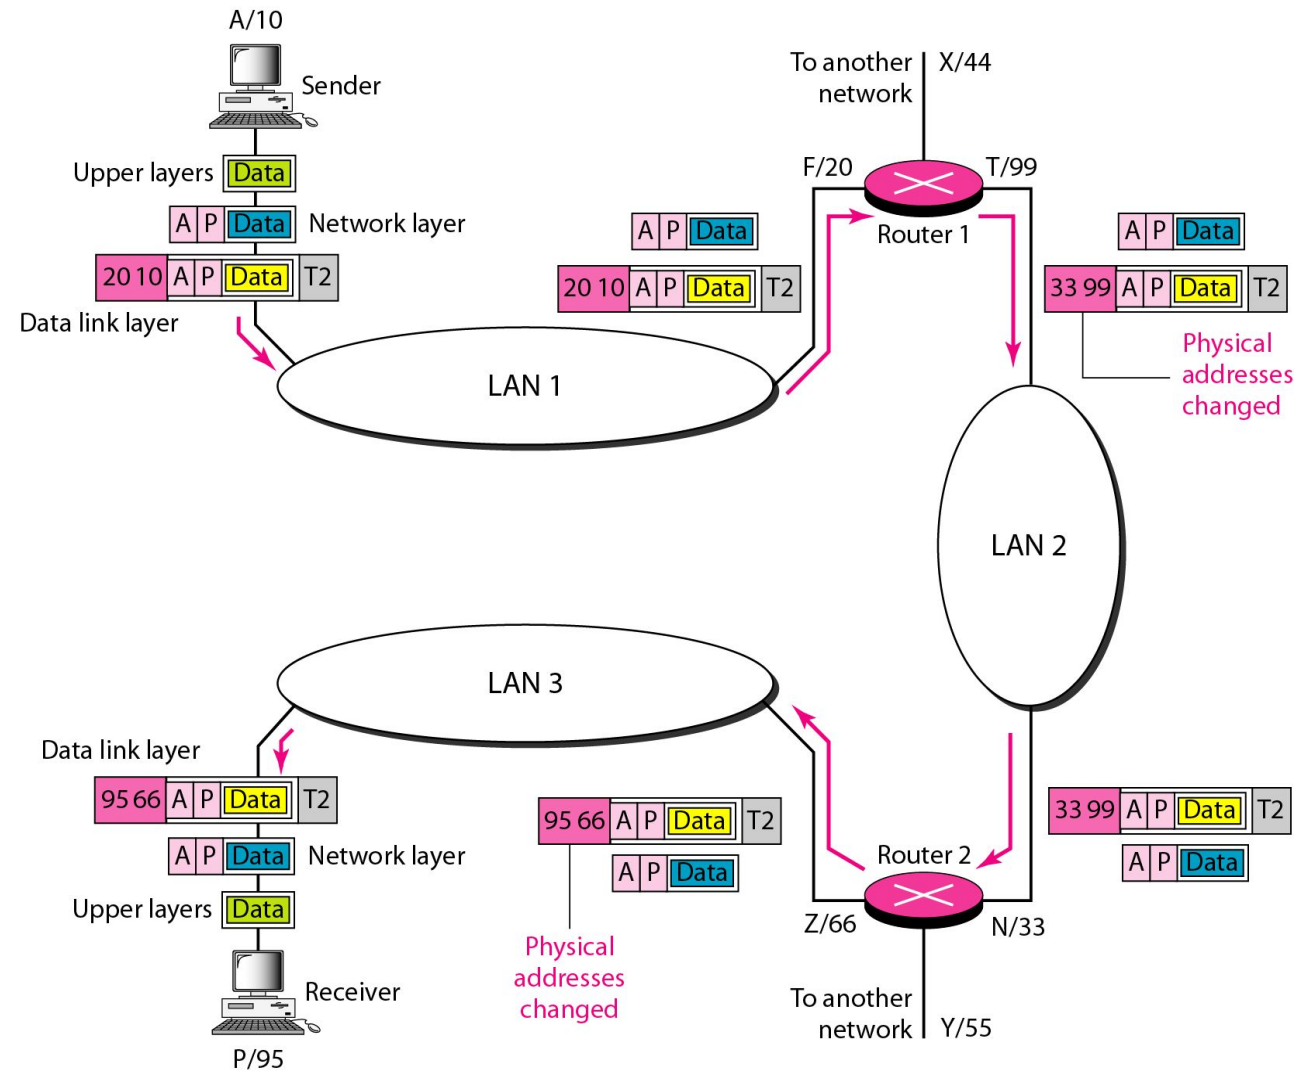 A/10
Sender
Upper layers Data
A P Data Network layer
20 10 A P Data T2
Data link layer
LAN 1
To another
network
X/44
F/20
T/99
Router 1
A P Data
20 10 A P Data T2
A P Data
33 99 A P Data T2
Physical
addresses
changed
LAN 2
33 99 A P Data T2
A P Data
Router 2
N/33
Z/66
To another
network
Y/55
95 66 A P Data T2
A P Data
Physical
addresses
changed
LAN 3
Data link layer
95 66 A P Data T2
A P Data Network layer
Upper layers Data
Receiver
P/95